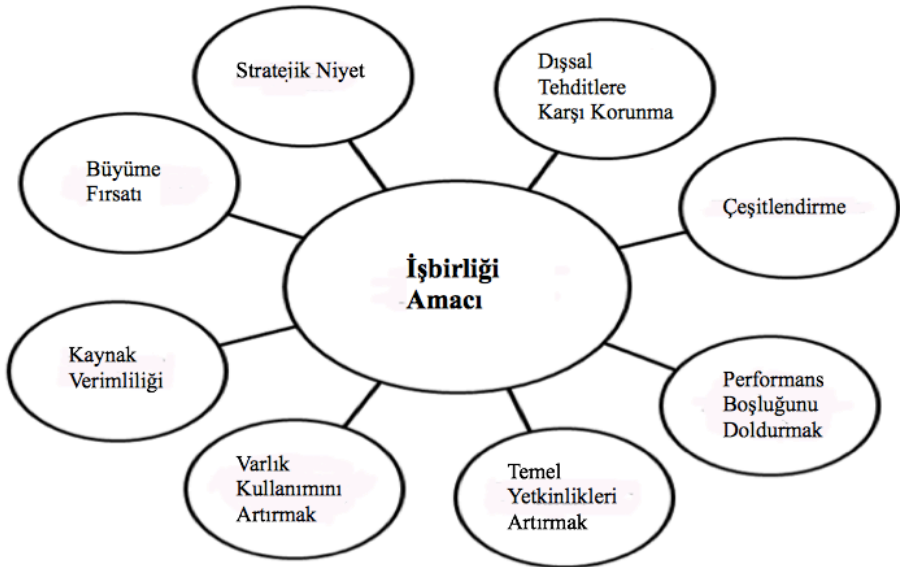 Stratejik Niyet
Dışsal
Tehditlere
Karşı Korunma
Büyüme
Fırsatı
Çeşitlendirme
İşbirliği
Amacı
Kaynak
Verimliliği
Performans
Boşluğunu
Doldurmak
Varlık
Kullanımını
Artırmak
Temel
Yetkinlikleri
Artırmak